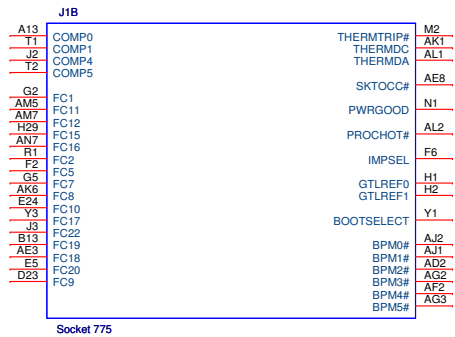 J1B
A13 COMP0 THERMTRIP# M2
T1 COMP1 THERMDC AK1
J2 COMP4 THERMDA AL1
T2 COMP5
SKTOCC# AE8
G2 FC1
AM5 FC11 PWRGOOD N1
AM7 FC12
H29 FC15 PROCHOT# AL2
AN7 FC16
R1 FC2 IMPSEL F6
F2 FC5
G5 FC7 GTLREF0 H1
AK6 FC8 GTLREF1 H2
E24 FC10
Y3 FC17 BOOTSELECT Y1
J3 FC22
B13 FC19 BPM0# AJ2
AE3 FC18 BPM1# AJ1
E5 FC20 BPM2# AD2
D23 FC9 BPM3# AG2
BPM4# AF2
BPM5# AG3
Socket 775